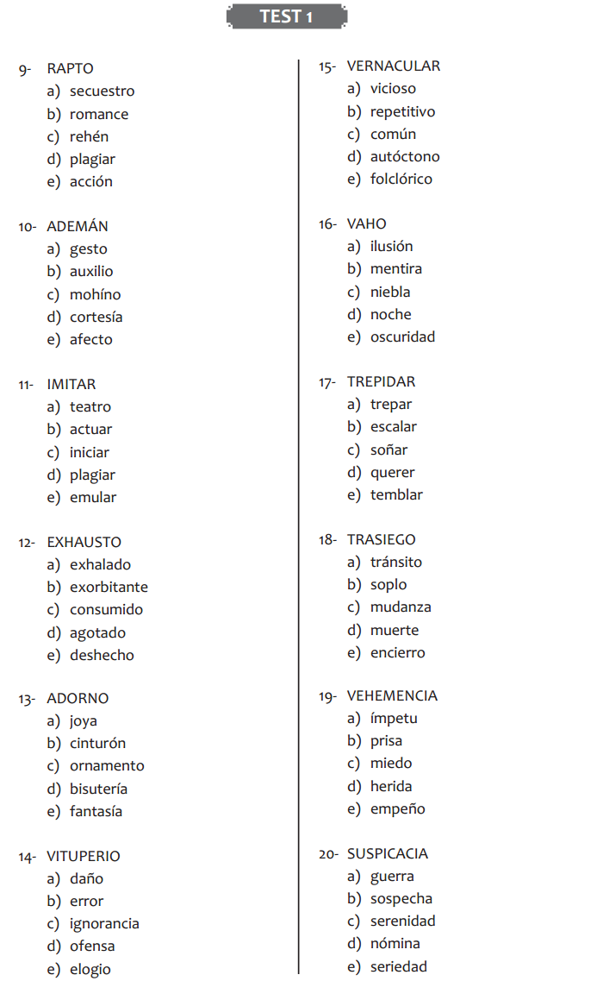 TEST 1
9- RAPTO
a) secuestro
b) romance
c) rehén
d) plagiar
e) acción
10- ADEMÁN
a) gesto
b) auxilio
c) mohíno
d) cortesía
e) afecto
11- IMITAR
a) teatro
b) actuar
c) iniciar
d) plagiar
e) emular
12- EXHAUSTO
a) exhalado
b) exorbitante
c) consumido
d) agotado
e) deshecho
13- ADORNO
a) joya
b) cinturón
c) ornamento
d) bisutería
e) fantasía
14- VITUPERIO
a) daño
b) error
c) ignorancia
d) ofensa
e) elogio
15- VERNACULAR
a) vicioso
b) repetitivo
c) común
d) autóctono
e) folclórico
16- VAHO
a) ilusión
b) mentira
c) niebla
d) noche
e) oscuridad
17- TREPIDAR
a) trepar
b) escalar
c) soñar
d) querer
e) temblar
18- TRASIEGO
a) tránsito
b) soplo
c) mudanza
d) muerte
e) encierro
19- VEHEMENCIA
a) ímpetu
b) prisa
c) miedo
d) herida
e) empeño
20- SUSPICACIA
a) guerra
b) sospecha
c) serenidad
d) nómina
e) seriedad